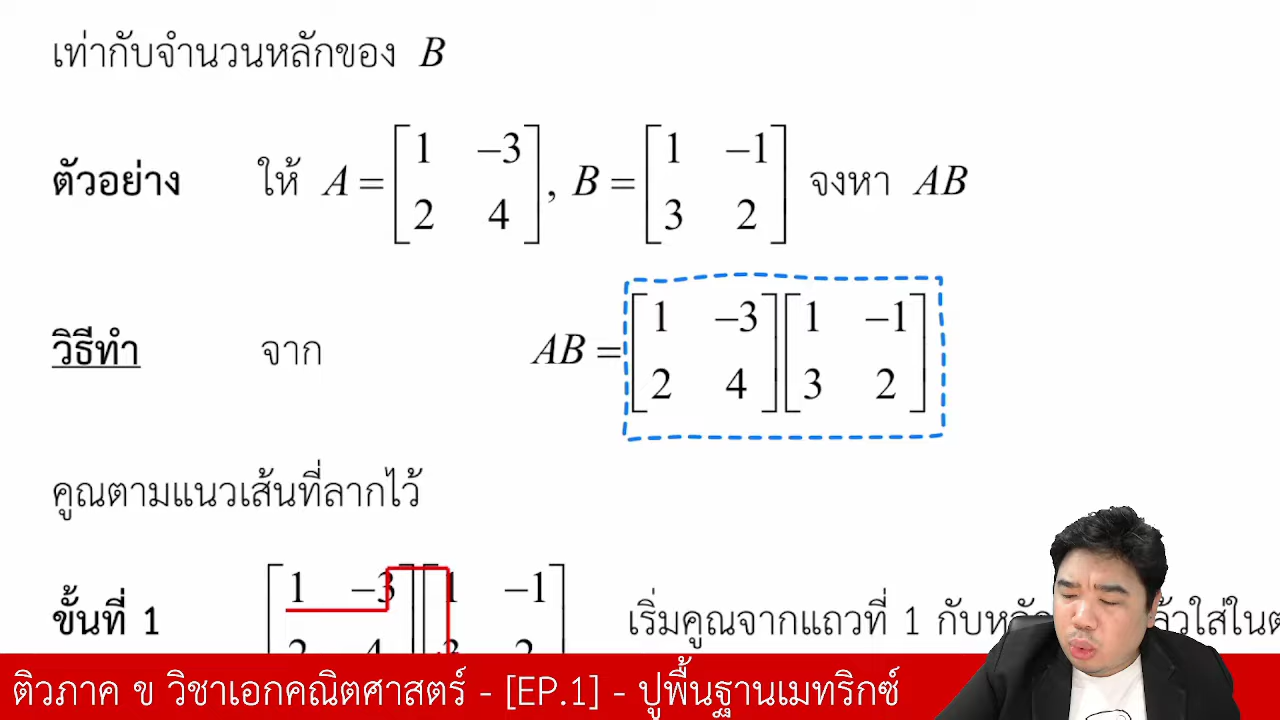 เท่ากับจำนวนหลักของ B
ตัวอย่าง ให้ A = [1 −3; 2 4], B = [1 −1; 3 2] จงหา AB
วิธีทำ จาก AB = [1 −3; 2 4][1 −1; 3 2]
คูณตามแนวเส้นที่ลากไว้
ขั้นที่ 1 [1 −3; 2 4][1 −1; 3 2] เริ่มคูณจากแถวที่ 1 กับ
ติวภาค ข วิชาเอกคณิตศาสตร์ - [EP.1] - ปูพื้นฐานเมทริกซ์